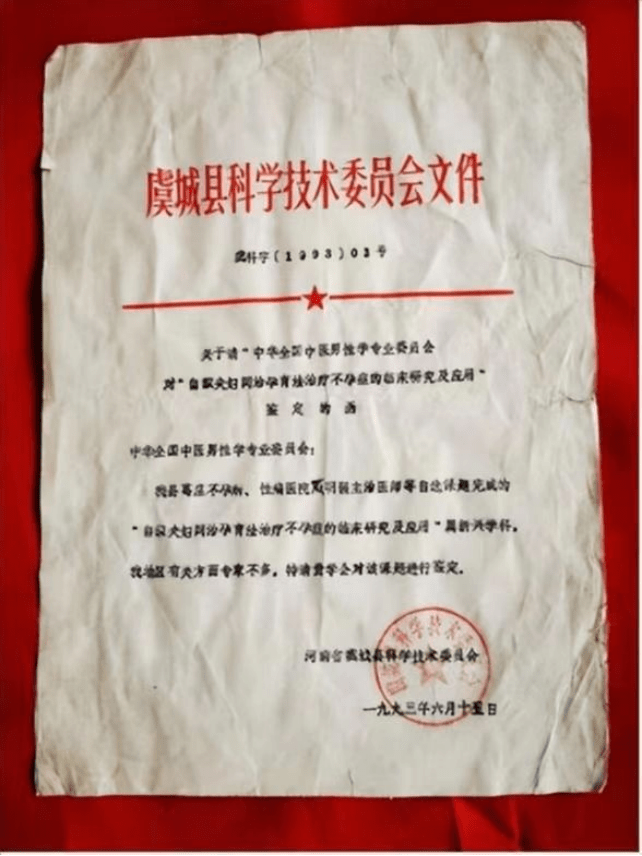 虞城县科学技术委员会文件
虞科字(1993)03号
关于请“中华全国中医男性学专业委员会
对“自拟夫妇同治孕育法治疗不孕症的临床研究及应用”
鉴定的函
中华全国中医男性学专业委员会:
我县葛庄不孕病、性病医院明主治医师等自选课题完成的
“自拟夫妇同治孕育法治疗不孕症的临床研究及应用”属新兴学科,
我地区有关方面专家不多,特请贵学会对该课题进行鉴定。
河南省虞城县科学技术委员会
一九九三年六月十五日